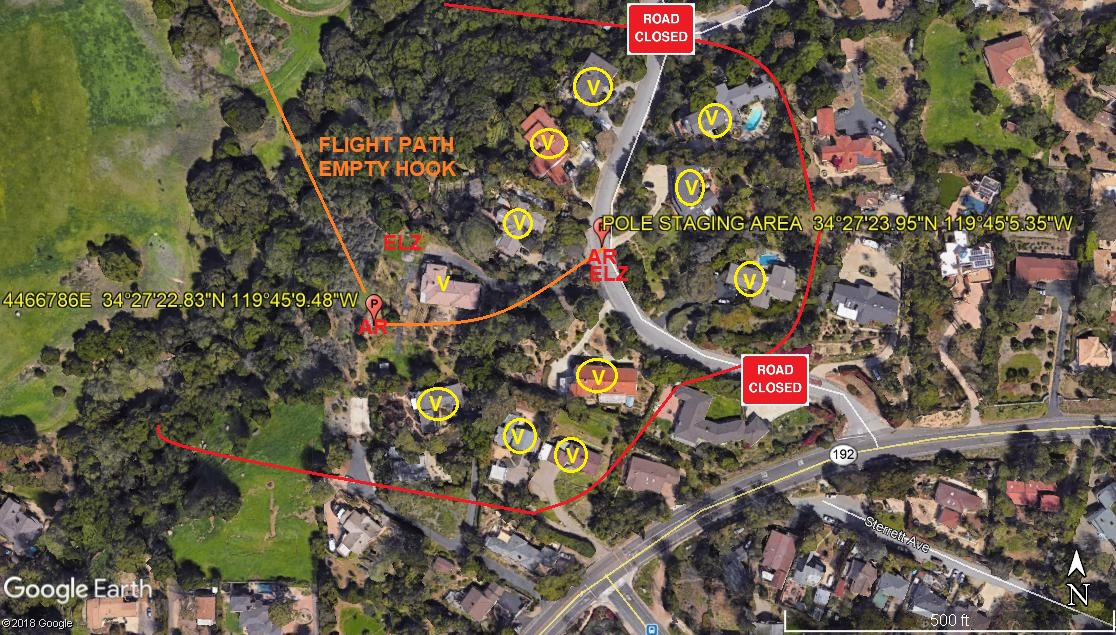 ROAD
CLOSED
V
V
V
FLIGHT PATH
EMPTY HOOK
V
V
POLE STAGING AREA 34°27'23.95"N 119°45'5.35"W
ELZ
AR
ELZ
V
V
4466786E 34°27'22.83"N 119°45'9.48"W
P
AR
ROAD
CLOSED
V
V
V
V
192
Sterrett Ave
Google Earth
©2018 Google
N
500 ft